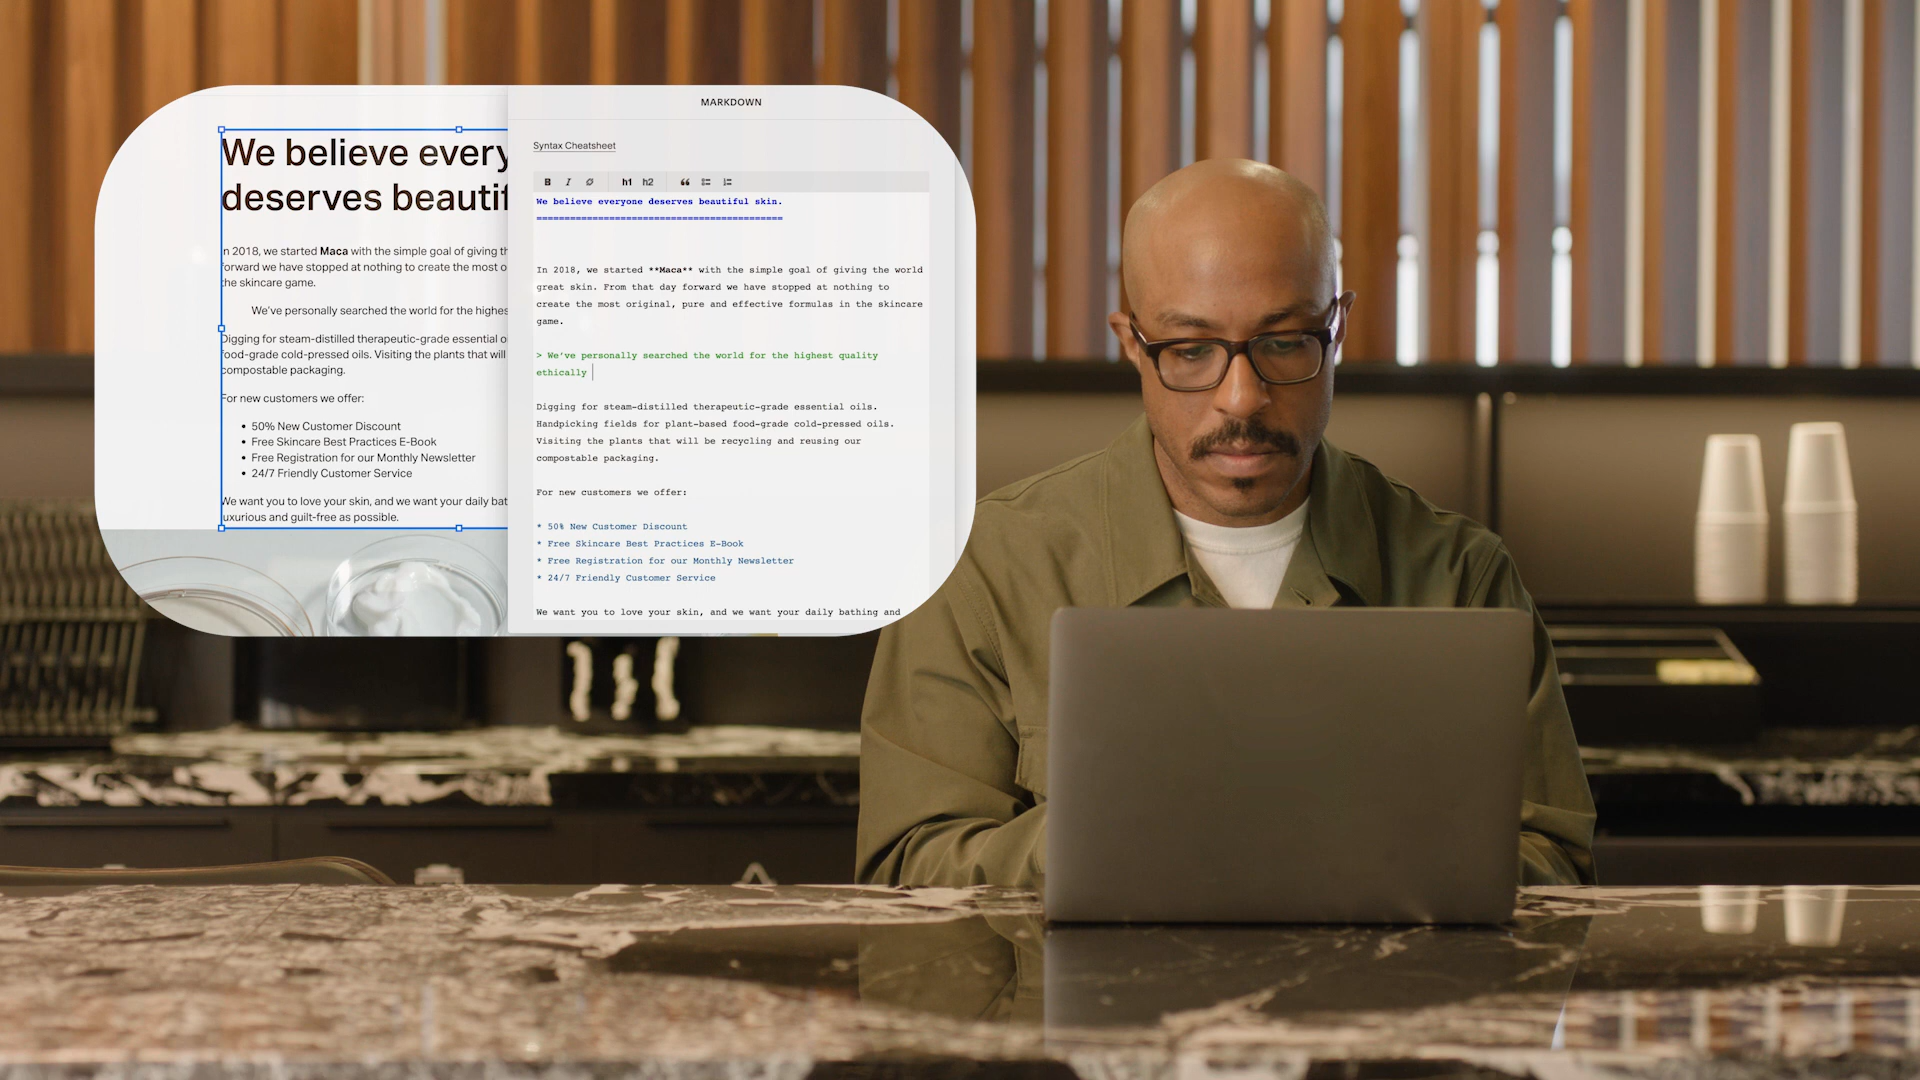 We believe every
deserves beautif
In 2018, we started Maca with the simple goal of giving th
forward we have stopped at nothing to create the most o
the skincare game.
We've personally searched the world for the highes
Digging for steam-distilled therapeutic-grade essential o
food-grade cold-pressed oils. Visiting the plants that will
compostable packaging.
For new customers we offer:
• 50% New Customer Discount
• Free Skincare Best Practices E-Book
• Free Registration for our Monthly Newsletter
• 24/7 Friendly Customer Service
We want you to love your skin, and we want your daily bat
luxurious and guilt-free as possible.
MARKDOWN
Syntax Cheatsheet
B I h1 h2
We believe everyone deserves beautiful skin.
============================================
In 2018, we started **Maca** with the simple goal of giving the world
great skin. From that day forward we have stopped at nothing to
create the most original, pure and effective formulas in the skincare
game.
> We've personally searched the world for the highest quality
ethically
Digging for steam-distilled therapeutic-grade essential oils.
Handpicking fields for plant-based food-grade cold-pressed oils.
Visiting the plants that will be recycling and reusing our
compostable packaging.
For new customers we offer:
* 50% New Customer Discount
* Free Skincare Best Practices E-Book
* Free Registration for our Monthly Newsletter
* 24/7 Friendly Customer Service
We want you to love your skin, and we want your daily bathing and